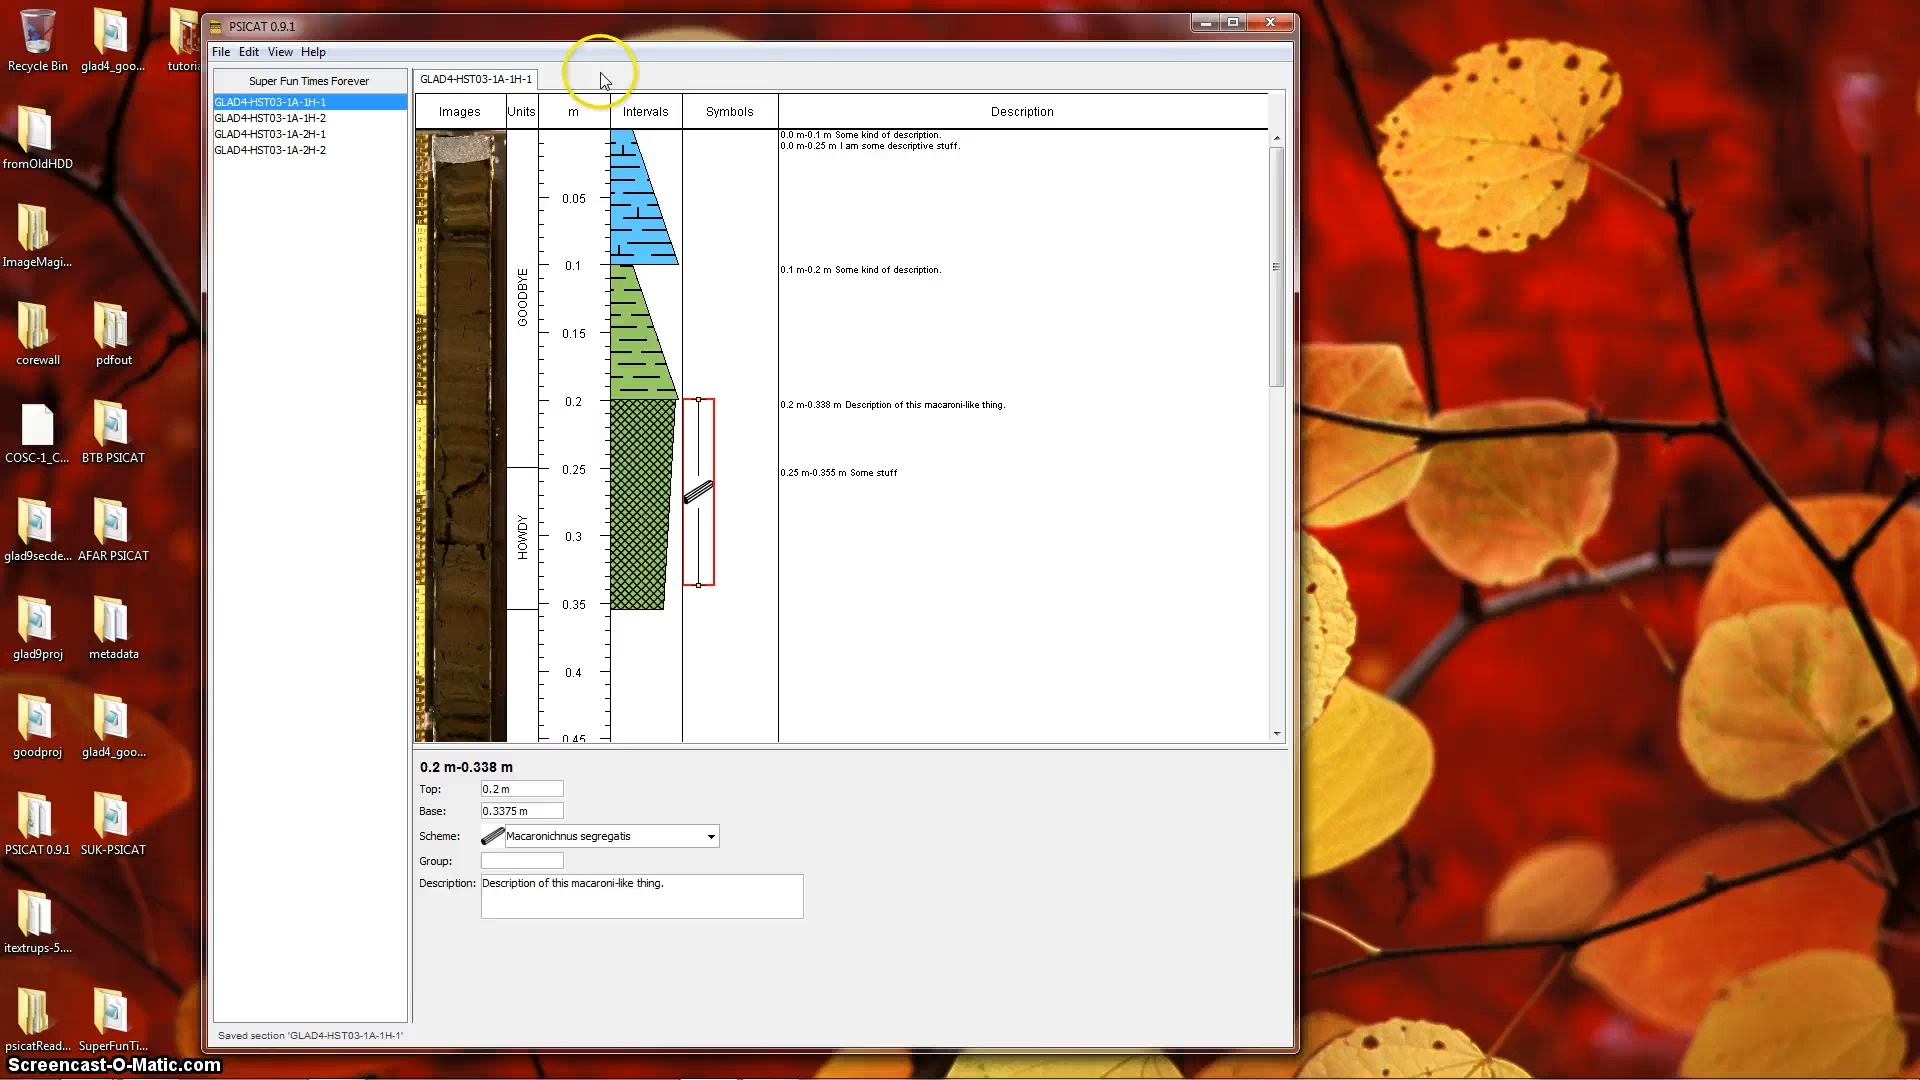 PSICAT 0.9.1
File Edit View Help
Super Fun Times Forever
GLAD4-HST03-1A-1H-1
GLAD4-HST03-1A-1H-2
GLAD4-HST03-1A-2H-1
GLAD4-HST03-1A-2H-2
GLAD4-HST03-1A-1H-1
Images Units m Intervals Symbols Description
0.0 m-0.1 m Some kind of description.
0.0 m-0.25 m I am some descriptive stuff.
0.05
0.1
0.1 m-0.2 m Some kind of description.
GOODBYE
0.15
0.2
0.2 m-0.338 m Description of this macaroni-like thing.
0.25
0.25 m-0.355 m Some stuff
HOWDY
0.3
0.35
0.4
0.45
0.2 m-0.338 m
Top: 0.2 m
Base: 0.3375 m
Scheme: Macaronichnus segregatis
Group:
Description: Description of this macaroni-like thing.
Saved section 'GLAD4-HST03-1A-1H-1'
Recycle Bin
glad4_goo...
tutoria
fromOldHDD
ImageMagi...
corewall
pdfout
COSC-1_C...
BTB PSICAT
glad9secde...
AFAR PSICAT
glad9proj
metadata
goodproj
glad4_goo...
PSICAT 0.9.1
SUK-PSICAT
itextrups-5....
psicatRead...
SuperFunTi...
Screencast-O-Matic.com